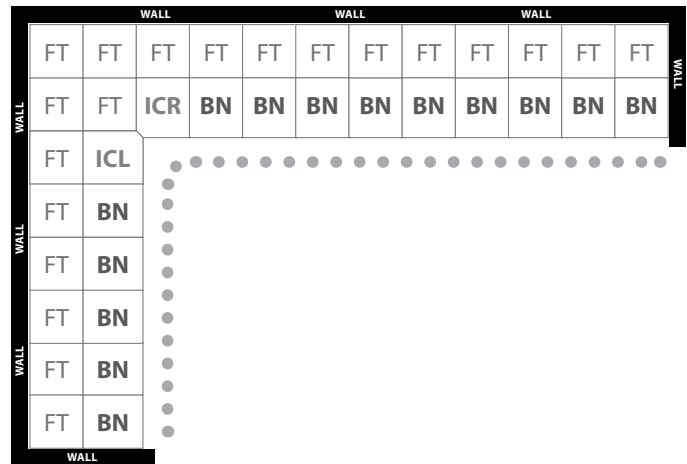 WALL WALL WALL
FT FT FT FT FT FT FT FT FT FT FT FT
WALL
FT FT ICR BN BN BN BN BN BN BN BN BN
WALL
FT ICL
FT BN
WALL
FT BN
FT BN
WALL
FT BN
FT BN
WALL